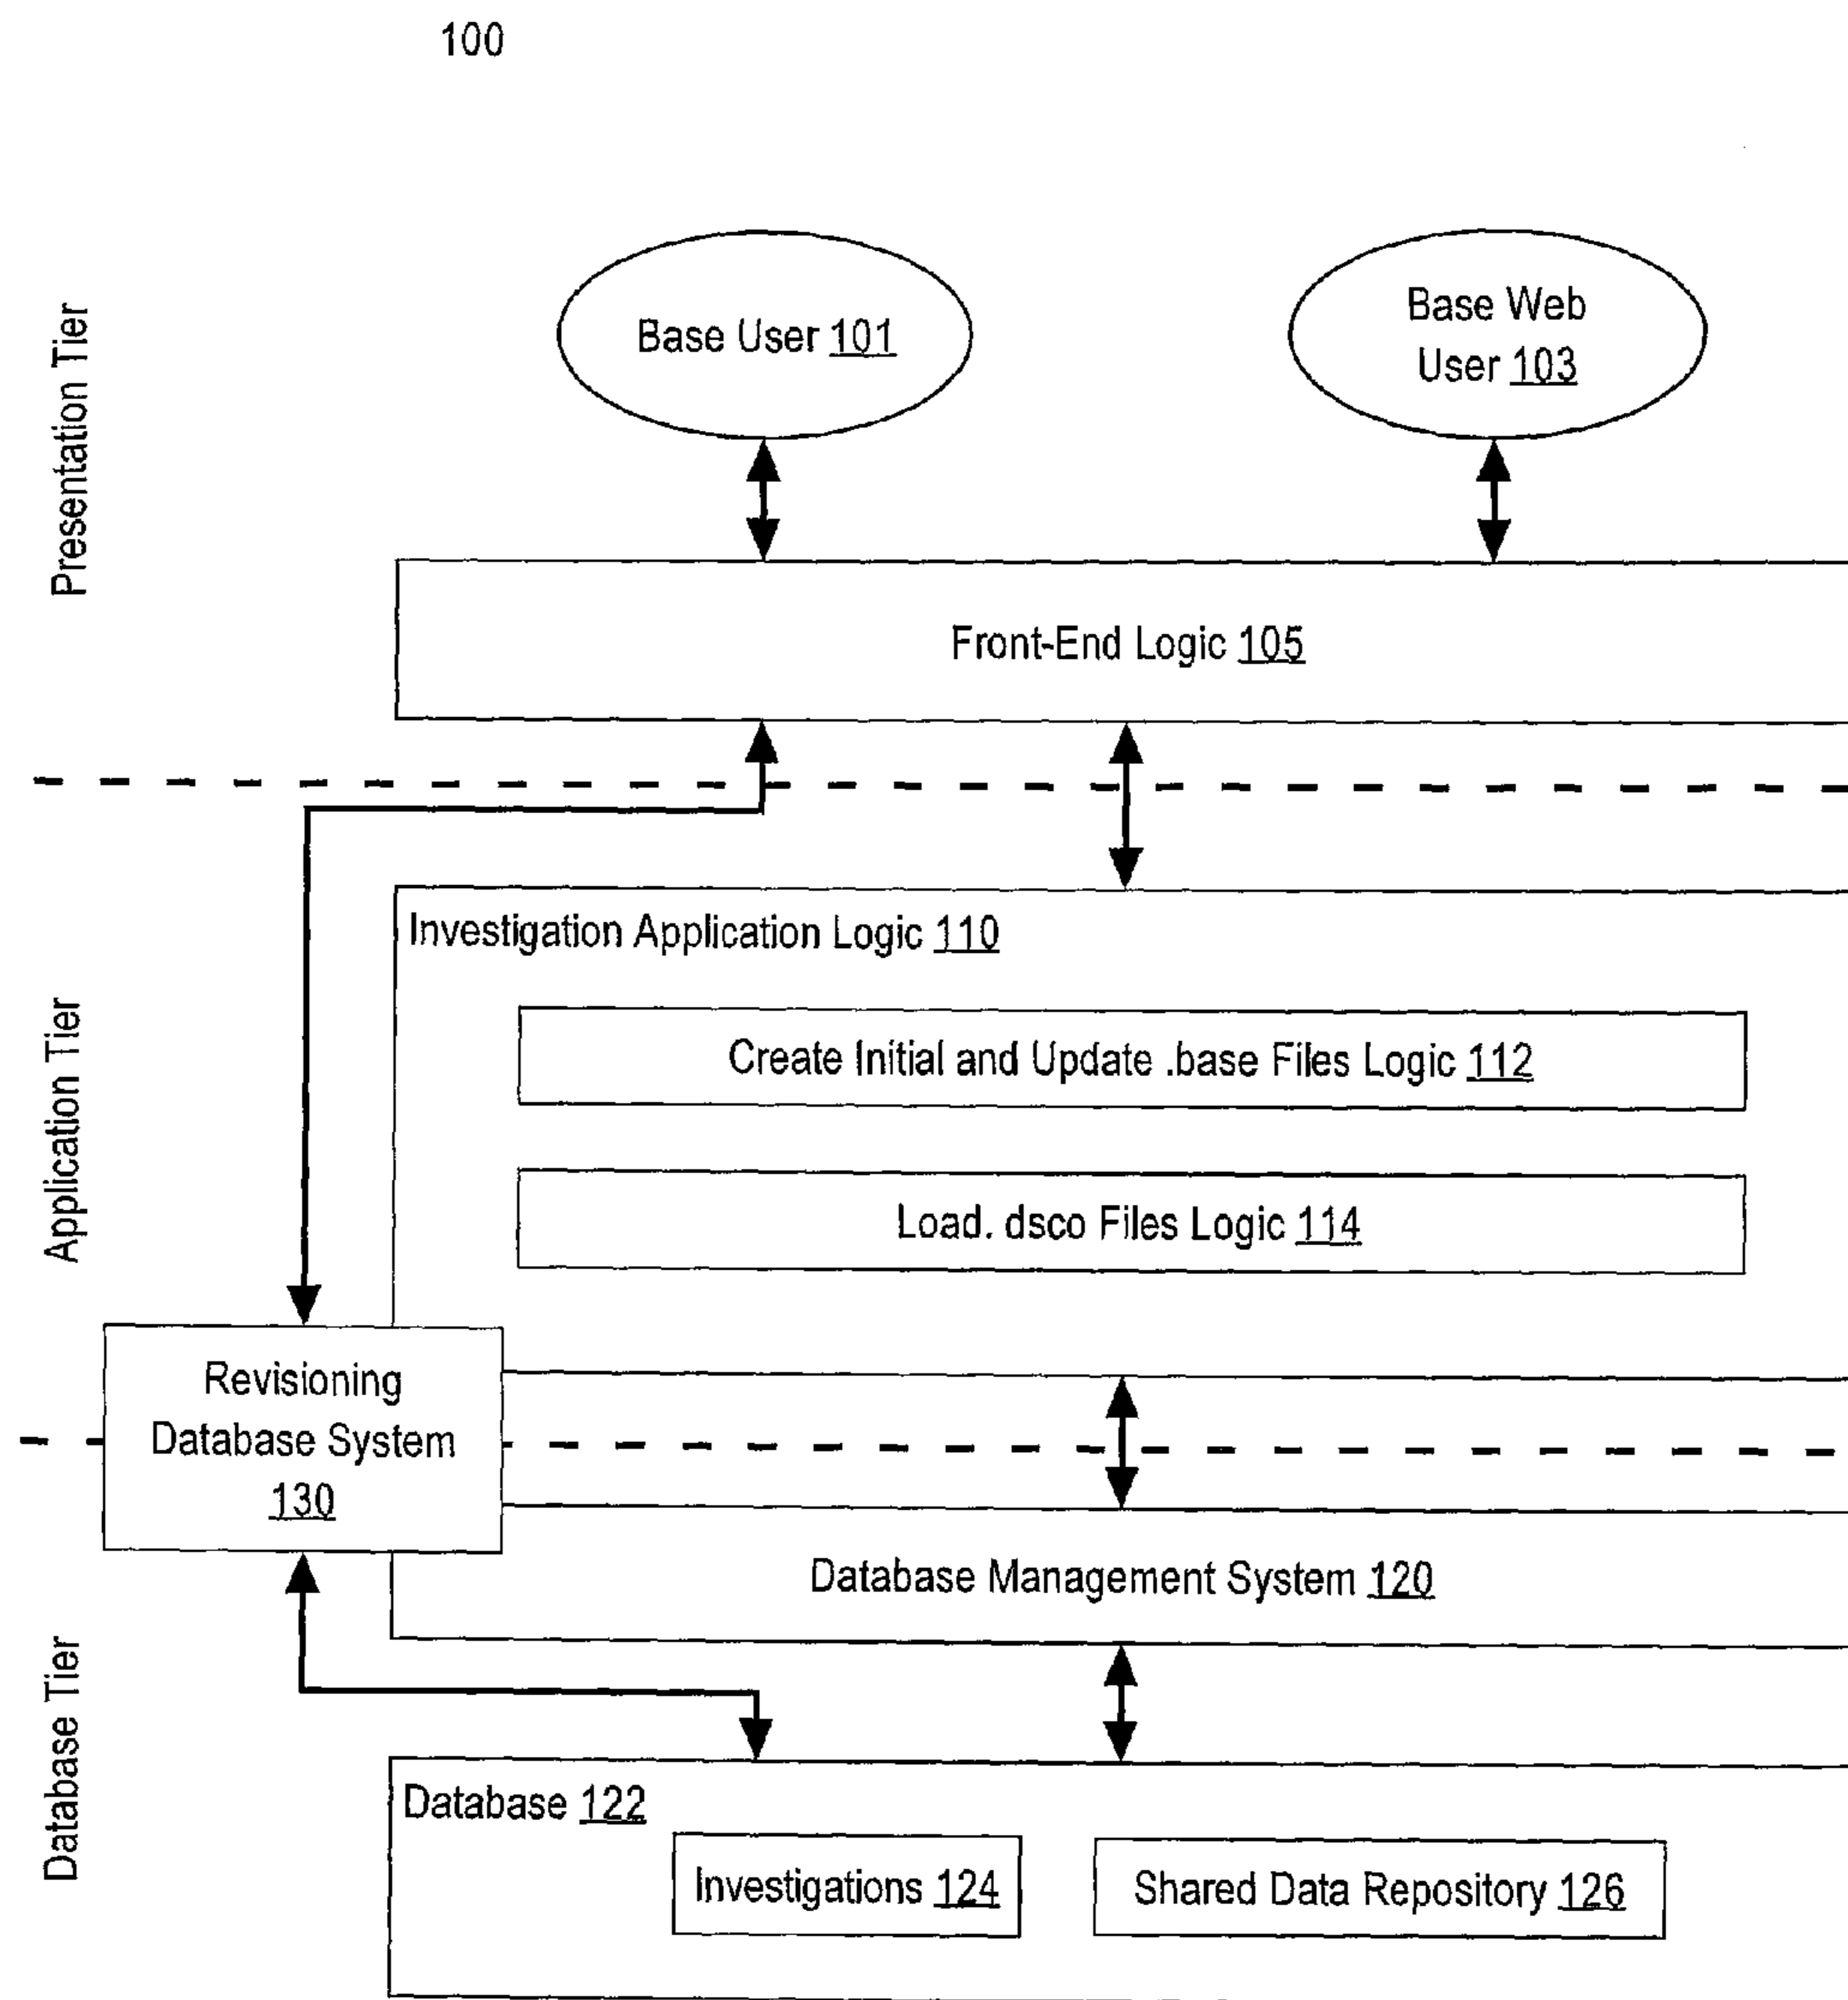 100
Presentation Tier
Base User 101
Base Web
User 103
Front-End Logic 105
Application Tier
Investigation Application Logic 110
Create Initial and Update .base Files Logic 112
Load. dsco Files Logic 114
Revisioning
Database System
130
Database Management System 120
Database Tier
Database 122
Investigations 124
Shared Data Repository 126